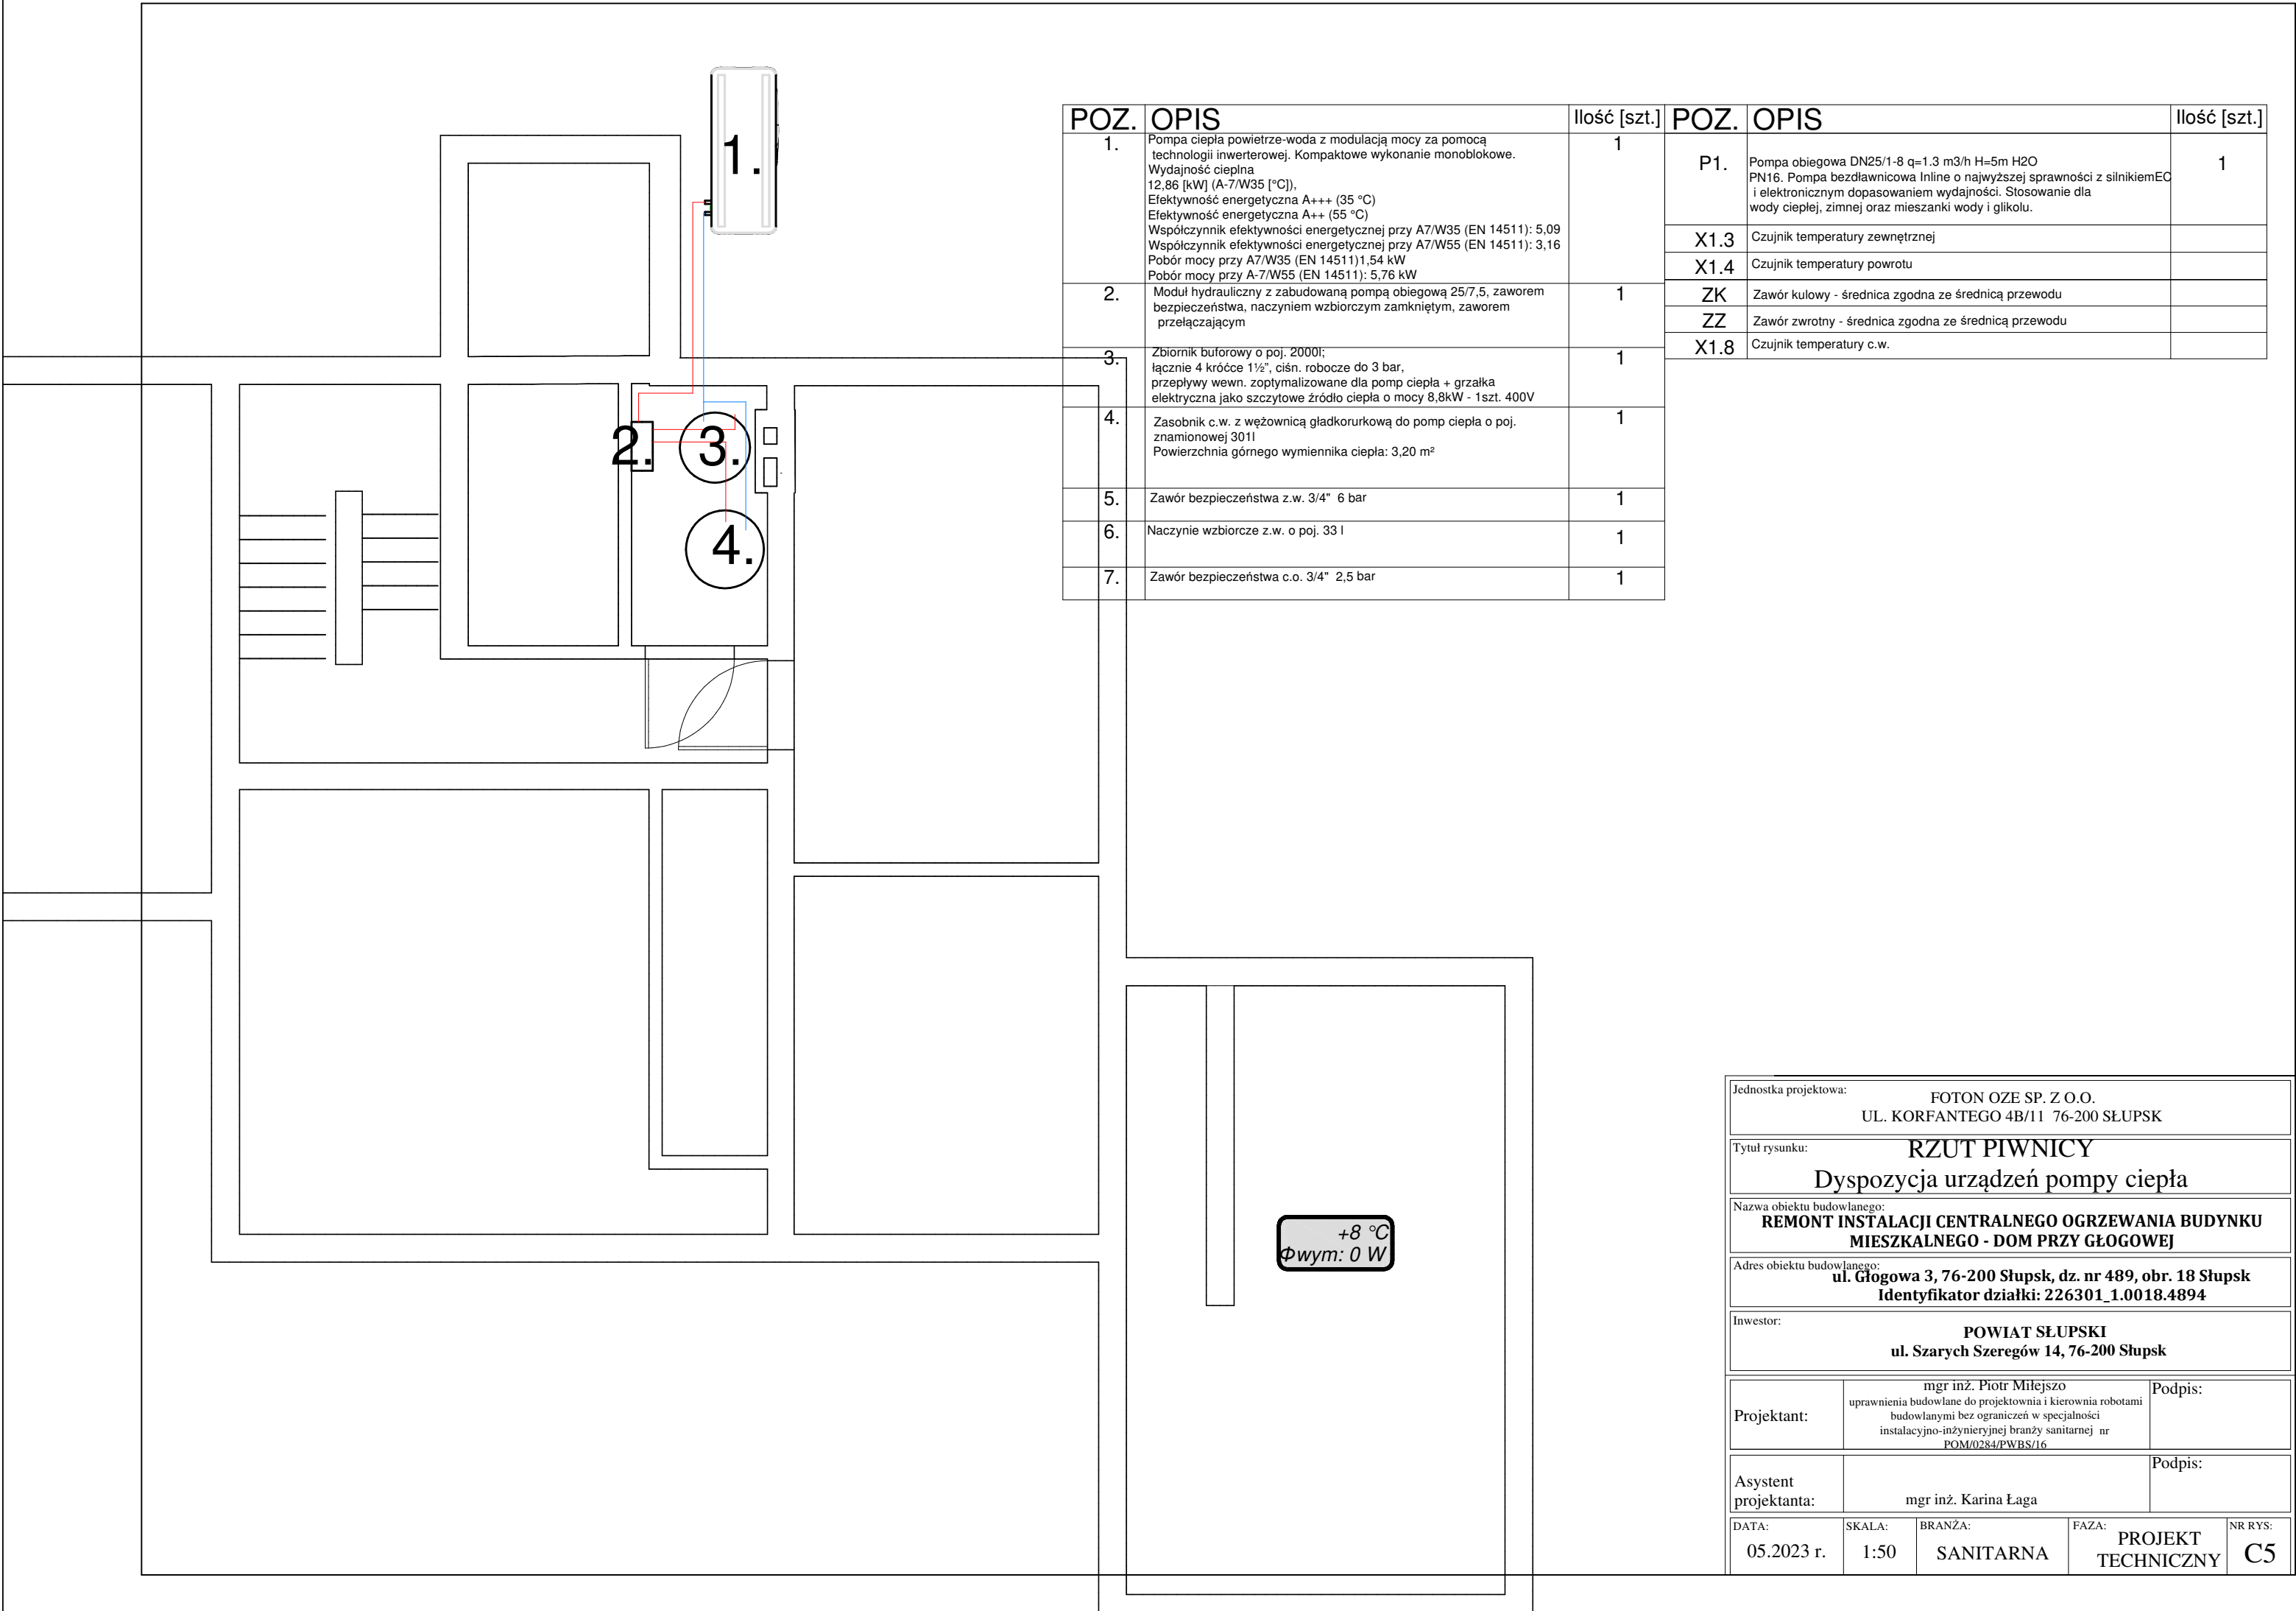 1.
2.
3.
4.
POZ. OPIS Ilość [szt.]
1. Pompa ciepła powietrze-woda z modulacją mocy za pomocą 1
technologii inwerterowej. Kompaktowe wykonanie monoblokowe.
Wydajność cieplna
12,86 [kW] (A-7/W35 [°C]),
Efektywność energetyczna A+++ (35 °C)
Efektywność energetyczna A++ (55 °C)
Współczynnik efektywności energetycznej przy A7/W35 (EN 14511): 5,09
Współczynnik efektywności energetycznej przy A7/W55 (EN 14511): 3,16
Pobór mocy przy A7/W35 (EN 14511)1,54 kW
Pobór mocy przy A-7/W55 (EN 14511): 5,76 kW
2. Moduł hydrauliczny z zabudowaną pompą obiegową 25/7,5, zaworem 1
bezpieczeństwa, naczyniem wzbiorczym zamkniętym, zaworem
przełączającym
3. Zbiornik buforowy o poj. 2000l; 1
łącznie 4 króćce 1½”, ciśn. robocze do 3 bar,
przepływy wewn. zoptymalizowane dla pomp ciepła + grzałka
elektryczna jako szczytowe źródło ciepła o mocy 8,8kW - 1szt. 400V
4. Zasobnik c.w. z wężownicą gładkorurkową do pomp ciepła o poj. 1
znamionowej 301l
Powierzchnia górnego wymiennika ciepła: 3,20 m²
5. Zawór bezpieczeństwa z.w. 3/4" 6 bar 1
6. Naczynie wzbiorcze z.w. o poj. 33 l 1
7. Zawór bezpieczeństwa c.o. 3/4" 2,5 bar 1
POZ. OPIS Ilość [szt.]
P1. Pompa obiegowa DN25/1-8 q=1.3 m3/h H=5m H2O 1
PN16. Pompa bezdławnicowa Inline o najwyższej sprawności z silnikiemEC
i elektronicznym dopasowaniem wydajności. Stosowanie dla
wody ciepłej, zimnej oraz mieszanki wody i glikolu.
X1.3 Czujnik temperatury zewnętrznej
X1.4 Czujnik temperatury powrotu
ZK Zawór kulowy - średnica zgodna ze średnicą przewodu
ZZ Zawór zwrotny - średnica zgodna ze średnicą przewodu
X1.8 Czujnik temperatury c.w.
+8 °C
Φwym: 0 W
Jednostka projektowa:
FOTON OZE SP. Z O.O.
UL. KORFANTEGO 4B/11 76-200 SŁUPSK
Tytuł rysunku:
RZUT PIWNICY
Dyspozycja urządzeń pompy ciepła
Nazwa obiektu budowlanego:
REMONT INSTALACJI CENTRALNEGO OGRZEWANIA BUDYNKU
MIESZKALNEGO - DOM PRZY GŁOGOWEJ
Adres obiektu budowlanego:
ul. Głogowa 3, 76-200 Słupsk, dz. nr 489, obr. 18 Słupsk
Identyfikator działki: 226301_1.0018.4894
Inwestor:
POWIAT SŁUPSKI
ul. Szarych Szeregów 14, 76-200 Słupsk
Projektant:
mgr inż. Piotr Miłejszo
uprawnienia budowlane do projektownia i kierownia robotami
budowlanymi bez ograniczeń w specjalności
instalacyjno-inżynieryjnej branży sanitarnej nr
POM/0284/PWBS/16
Podpis:
Asystent
projektanta:
mgr inż. Karina Łaga
Podpis:
DATA: SKALA: BRANŻA: FAZA: NR RYS:
05.2023 r. 1:50 SANITARNA PROJEKT
TECHNICZNY C5